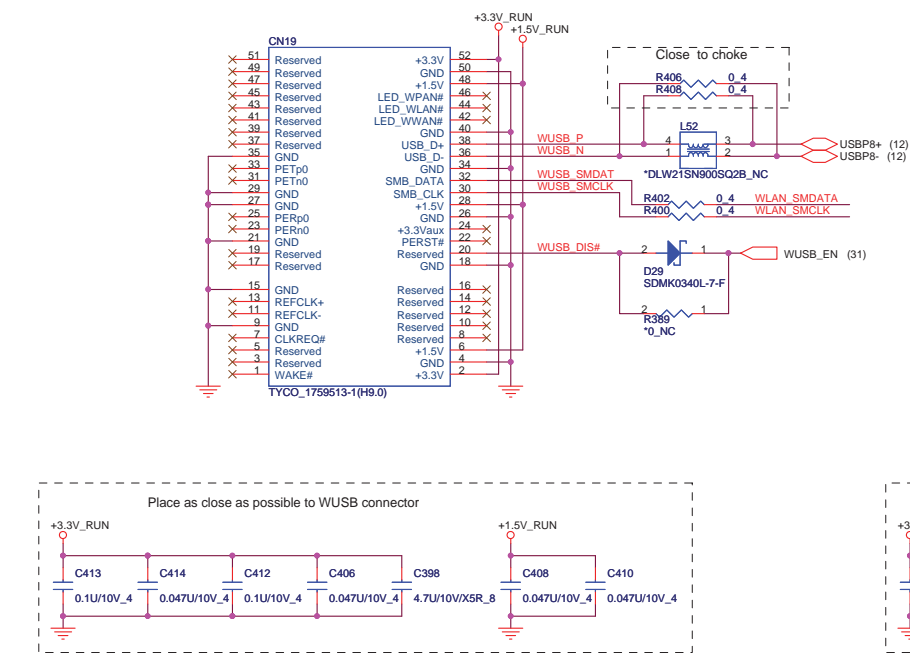 +3.3V_RUN
+1.5V_RUN
CN19
51 Reserved +3.3V 52
49 Reserved GND 50
47 Reserved +1.5V 48
45 Reserved LED_WPAN# 46
43 Reserved LED_WLAN# 44
41 Reserved LED_WWAN# 42
39 Reserved GND 40
37 Reserved USB_D+ 38
35 GND USB_D- 36
33 PETp0 GND 34
31 PETn0 SMB_DATA 32
29 GND SMB_CLK 30
27 GND +1.5V 28
25 PERp0 GND 26
23 PERn0 +3.3Vaux 24
21 GND PERST# 22
19 Reserved Reserved 20
17 Reserved GND 18
15 GND Reserved 16
13 REFCLK+ Reserved 14
11 REFCLK- Reserved 12
9 GND Reserved 10
7 CLKREQ# Reserved 8
5 Reserved +1.5V 6
3 Reserved GND 4
1 WAKE# +3.3V 2
TYCO_1759513-1(H9.0)
Close to choke
R406 0_4
R408 0_4
L52
WUSB_P 4 3 USBP8+ (12)
WUSB_N 1 2 USBP8- (12)
*DLW21SN900SQ2B_NC
WUSB_SMDAT
WUSB_SMCLK
R402 0_4 WLAN_SMDATA
R400 0_4 WLAN_SMCLK
WUSB_DIS# 2 1 WUSB_EN (31)
D29
SDMK0340L-7-F
2 1
R389
*0_NC
Place as close as possible to WUSB connector
+3.3V_RUN +1.5V_RUN +3
C413 C414 C412 C406 C398 C408 C410
0.1U/10V_4 0.047U/10V_4 0.1U/10V_4 0.047U/10V_4 4.7U/10V/X5R_8 0.047U/10V_4 0.047U/10V_4